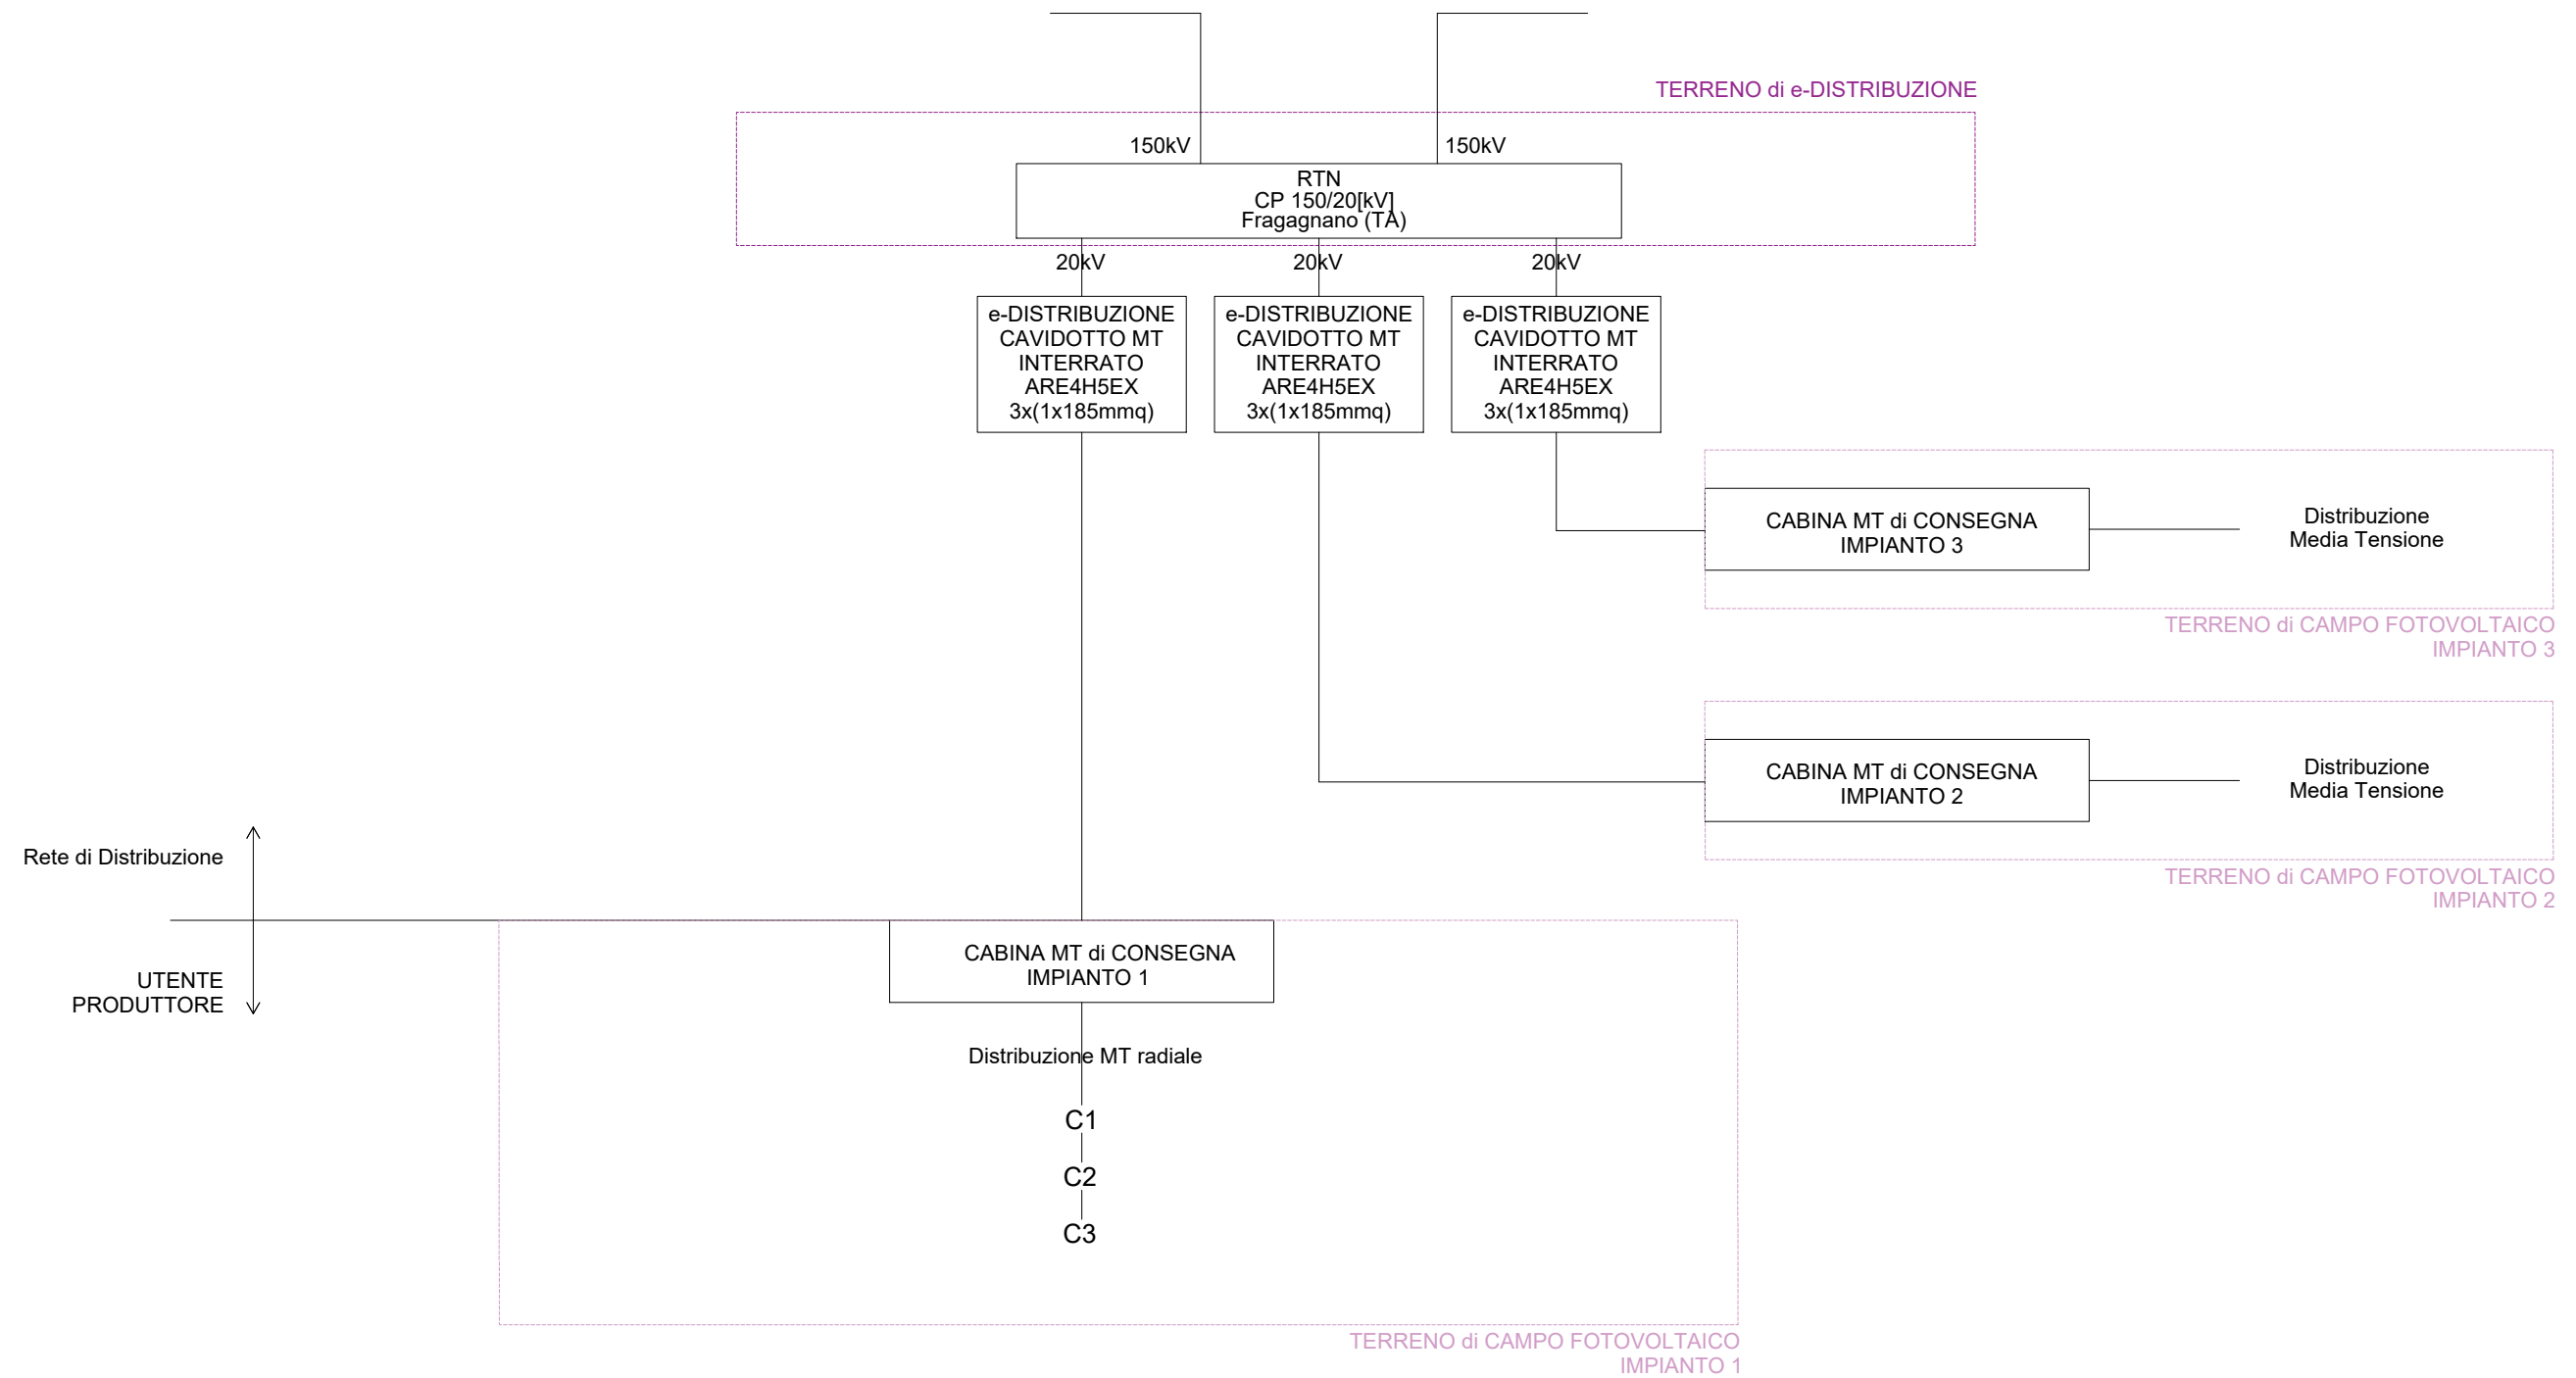 TERRENO di e-DISTRIBUZIONE
150kV
150kV
RTN
CP 150/20[kV]
Fragagnano (TA)
20kV
20kV
20kV
e-DISTRIBUZIONE
CAVIDOTTO MT
INTERRATO
ARE4H5EX
3x(1x185mmq)
e-DISTRIBUZIONE
CAVIDOTTO MT
INTERRATO
ARE4H5EX
3x(1x185mmq)
e-DISTRIBUZIONE
CAVIDOTTO MT
INTERRATO
ARE4H5EX
3x(1x185mmq)
CABINA MT di CONSEGNA
IMPIANTO 3
Distribuzione
Media Tensione
TERRENO di CAMPO FOTOVOLTAICO
IMPIANTO 3
CABINA MT di CONSEGNA
IMPIANTO 2
Distribuzione
Media Tensione
TERRENO di CAMPO FOTOVOLTAICO
IMPIANTO 2
Rete di Distribuzione
UTENTE
PRODUTTORE
CABINA MT di CONSEGNA
IMPIANTO 1
Distribuzione MT radiale
C1
C2
C3
TERRENO di CAMPO FOTOVOLTAICO
IMPIANTO 1